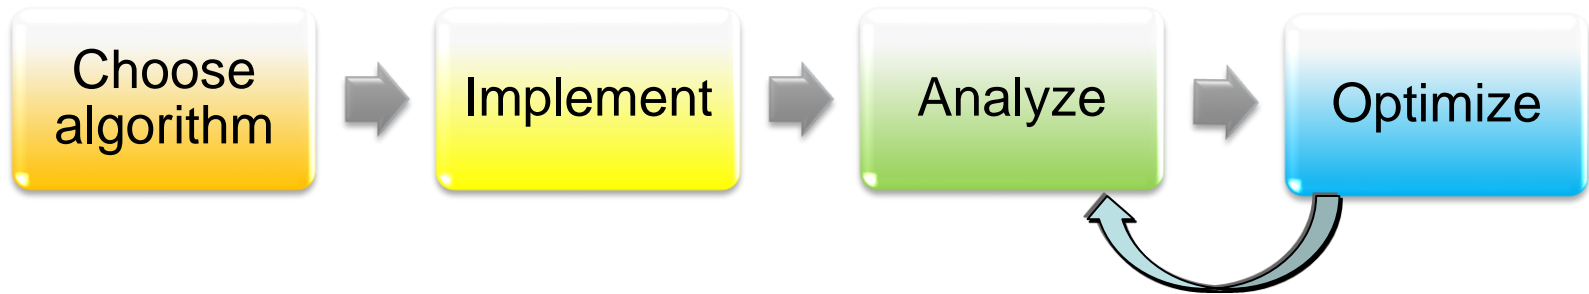 Choose
algorithm
Implement
Analyze
Optimize